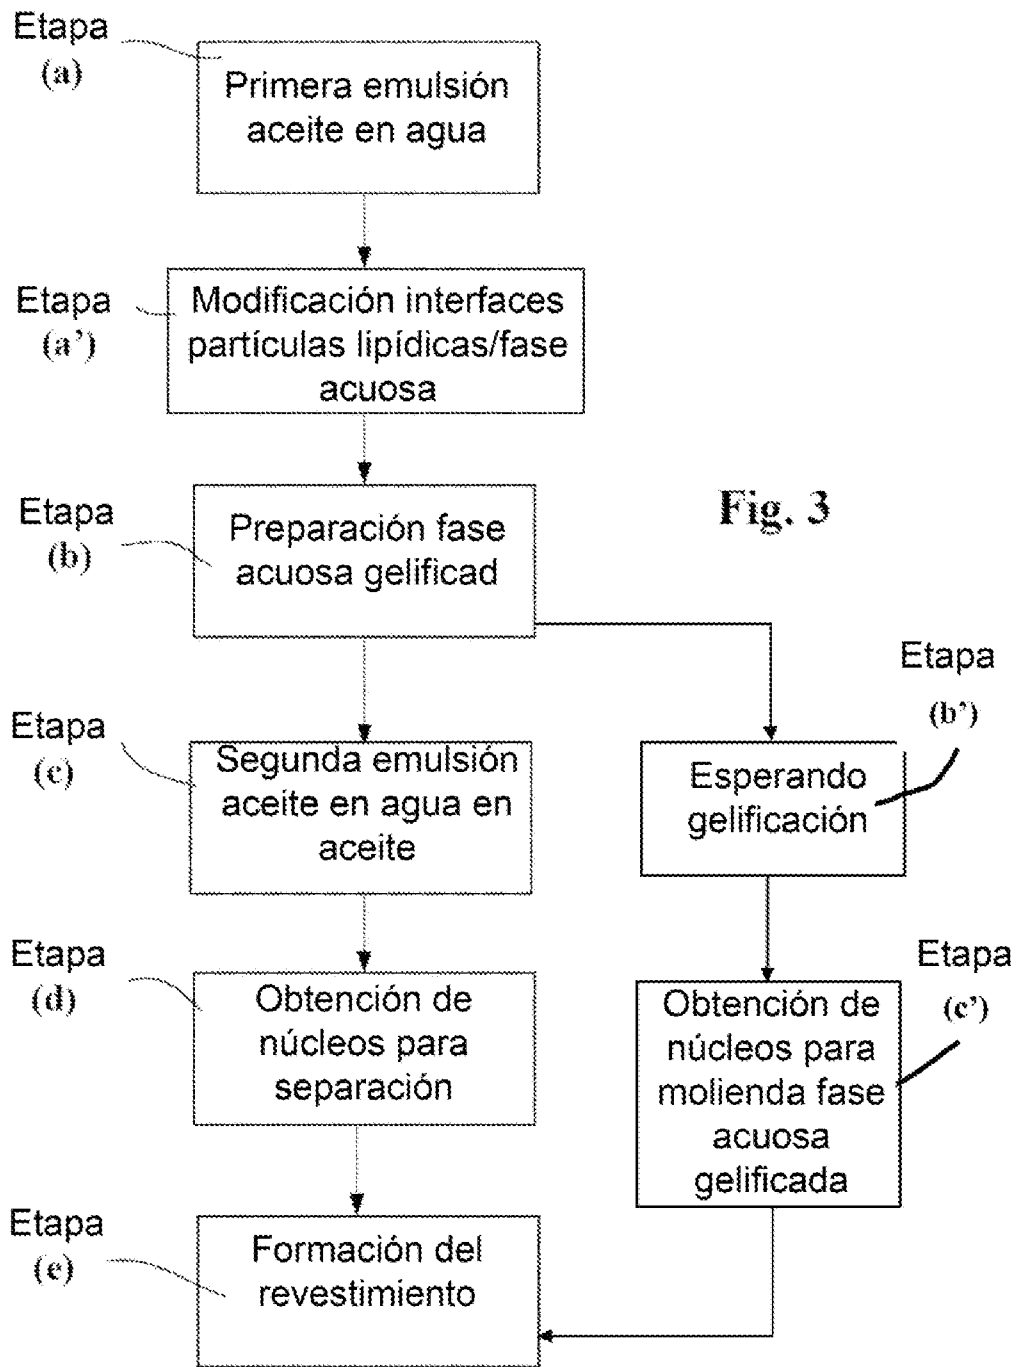 Etapa
(a)
Primera emulsión
aceite en agua
Etapa
(a’)
Modificación interfaces
partículas lipídicas/fase
acuosa
Etapa
(b)
Preparación fase
acuosa gelificad
Fig. 3
Etapa
(c)
Segunda emulsión
aceite en agua en
aceite
Etapa
(b’)
Esperando
gelificación
Etapa
(d)
Obtención de
núcleos para
separación
Etapa
(c’)
Obtención de
núcleos para
molienda fase
acuosa
gelificada
Etapa
(e)
Formación del
revestimiento